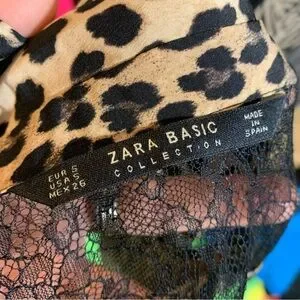 ZARA BASIC
COLLECTION
EUR S
USA S
MEX 26
MADE
IN
SPAIN